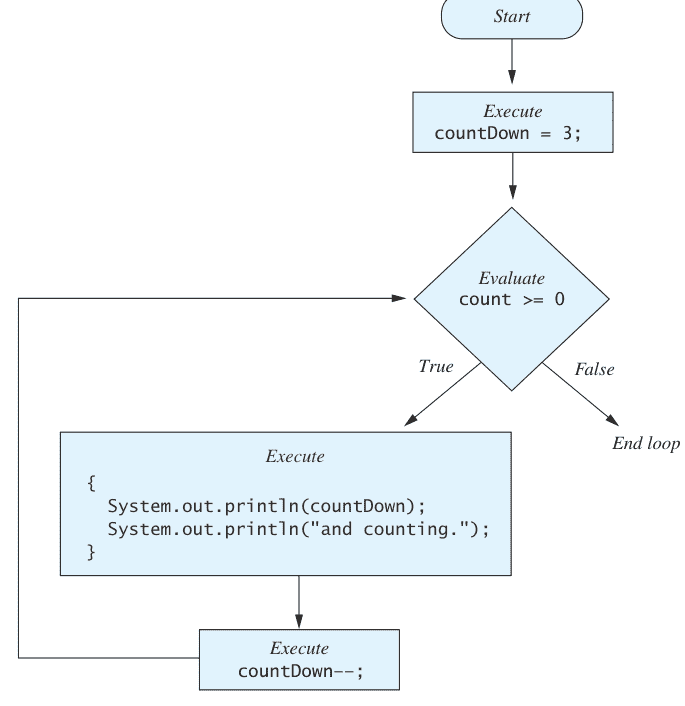 Start
Execute
countDown = 3;
Evaluate
count >= 0
True
False
End loop
Execute
{
System.out.println(countDown);
System.out.println("and counting.");
}
Execute
countDown--;